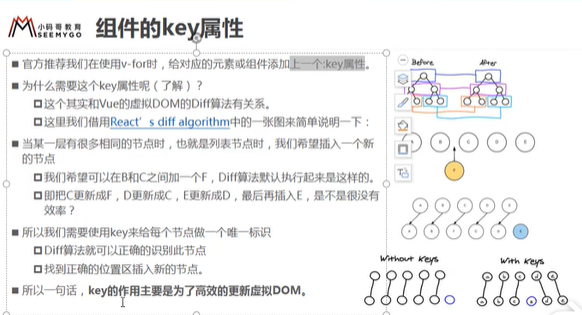 小码哥教育
SEEMYGO
组件的key属性
官方推荐我们在使用v-for时，给对应的元素或组件添加上一个:key属性。
为什么需要这个key属性呢（了解）？
这个其实和Vue的虚拟DOM的Diff算法有关系。
这里我们借用React's diff algorithm中的一张图来简单说明一下：
当某一层有很多相同的节点时，也就是列表节点时，我们希望插入一个新
的节点
我们希望可以在B和C之间加一个F，Diff算法默认执行起来是这样的。
即把C更新成F，D更新成C，E更新成D，最后再插入E，是不是很没有
效率？
所以我们需要使用key来给每个节点做一个唯一标识
Diff算法就可以正确的识别此节点
找到正确的位置区插入新的节点。
所以一句话，key的作用主要是为了高效的更新虚拟DOM。
Before After
A B C D E
F
Without Keys With Keys